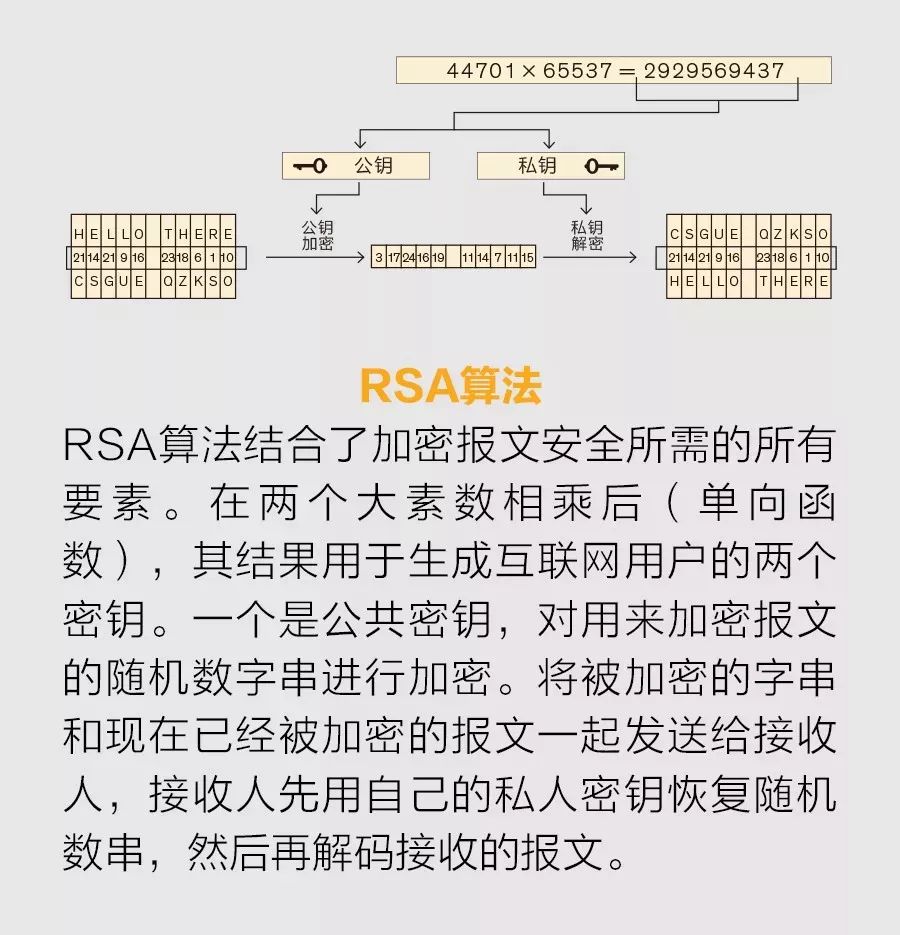 44701 × 65537 = 2929569437
公钥
私钥
公钥
加密
私钥
解密
H E L L O T H E R E
21 14 21 9 16 23 18 6 1 10
C S G U E Q Z K S O
3 17 24 16 19 11 14 7 11 15
C S G U E Q Z K S O
21 14 21 9 16 23 18 6 1 10
H E L L O T H E R E
RSA算法
RSA算法结合了加密报文安全所需的所有
要素。在两个大素数相乘后（单向函
数），其结果用于生成互联网用户的两个
密钥。一个是公共密钥，对用来加密报文
的随机数字串进行加密。将被加密的字串
和现在已经被加密的报文一起发送给接收
人，接收人先用自己的私人密钥恢复随机
数串，然后再解码接收的报文。